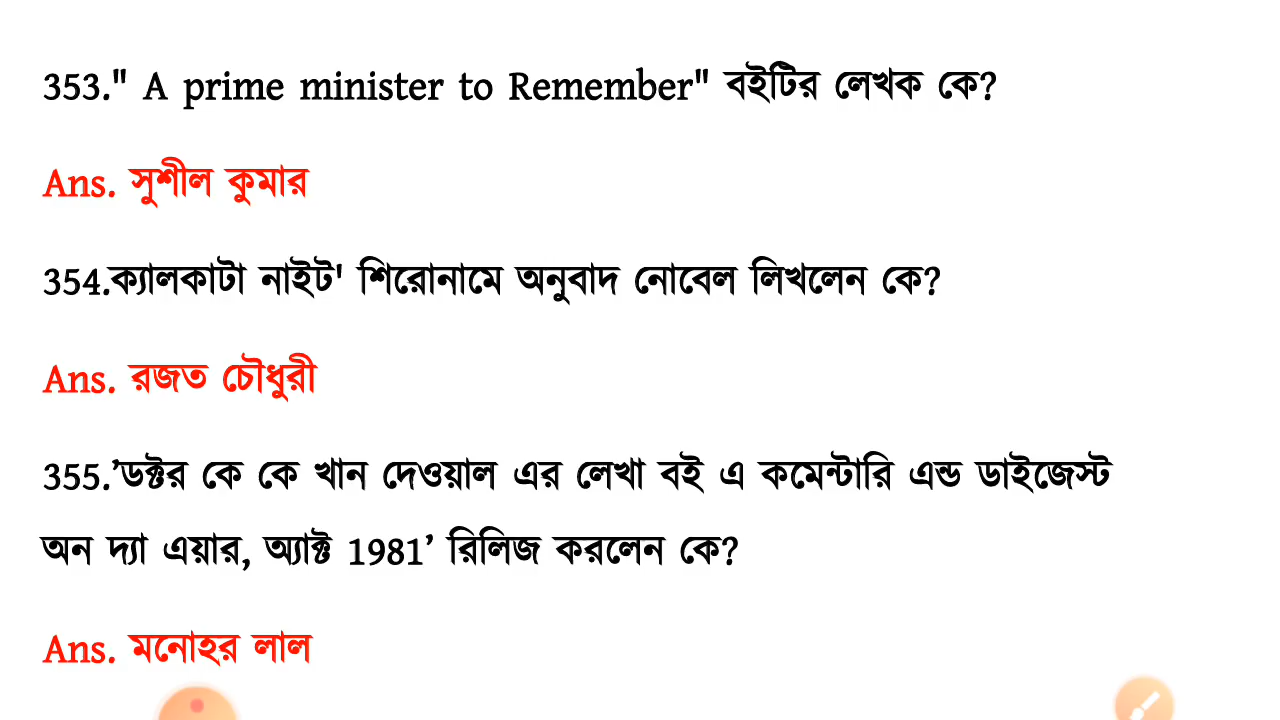 353." A prime minister to Remember" বইটির লেখক কে?
Ans. সুশীল কুমার
354.ক্যালকাটা নাইট' শিরোনামে অনুবাদ নোবেল লিখলেন কে?
Ans. রজত চৌধুরী
355.’ডক্টর কে কে খান দেওয়াল এর লেখা বই এ কমেন্টারি এন্ড ডাইজেস্ট
অন দ্যা এয়ার, অ্যাক্ট 1981’ রিলিজ করলেন কে?
Ans. মনোহর লাল